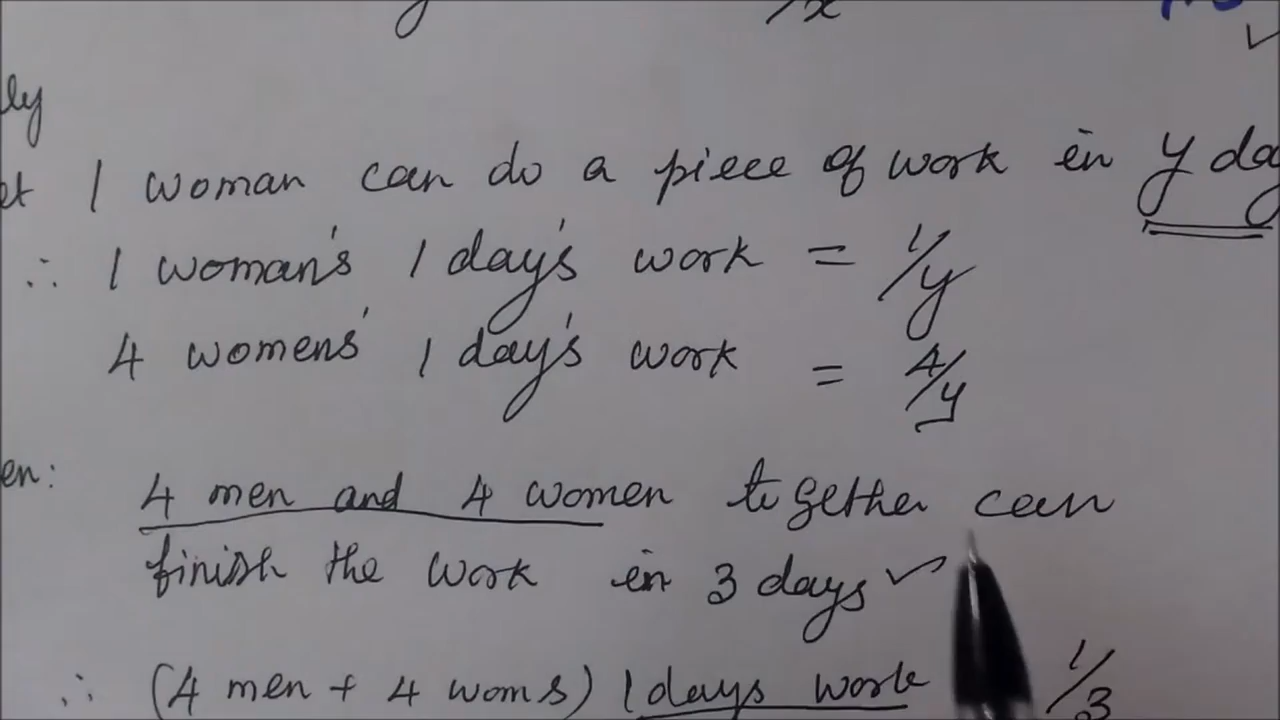 /x
ly
et 1 woman can do a piece of work in y day
∴ 1 woman's 1 day's work = 1/y
4 womens' 1 day's work = 4/y
en:
4 men and 4 women together can
finish the work in 3 days ✓
∴ (4 men + 4 woms) 1 days work 1/3